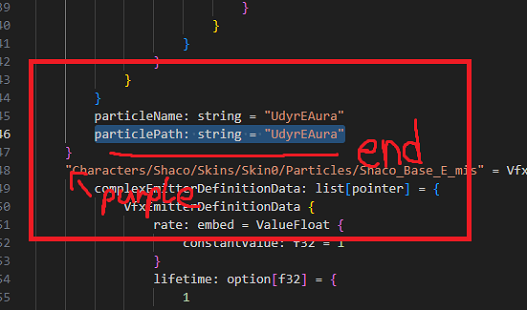 39 }
40 }
41 }
42 }
43 }
44 }
45 particleName: string = "UdyrEAura"
46 particlePath: string = "UdyrEAura"
end
47 }
48 "Characters/Shaco/Skins/Skin0/Particles/Shaco_Base_E_mis" = Vfx
purple
49 complexEmitterDefinitionData: list[pointer] = {
50 VfxEmitterDefinitionData {
51 rate: embed = ValueFloat {
52 constantValue: f32 = 1
53 }
54 lifetime: option[f32] = {
55 1